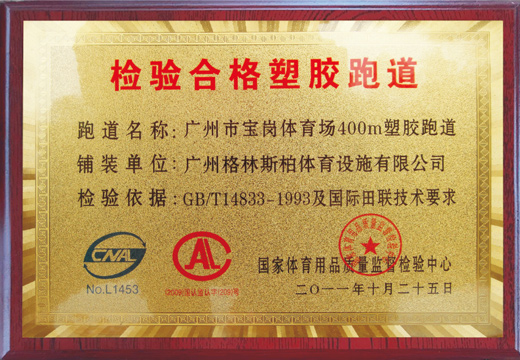 检验合格塑胶跑道
跑道名称：广州市宝岗体育场400m塑胶跑道
铺装单位：广州格林斯柏体育设施有限公司
检验依据：GB/T14833-1993及国际田联技术要求
CNAL
No.L1453
AL
国家体育用品质量监督检验中心
二〇一一年十月二十五日